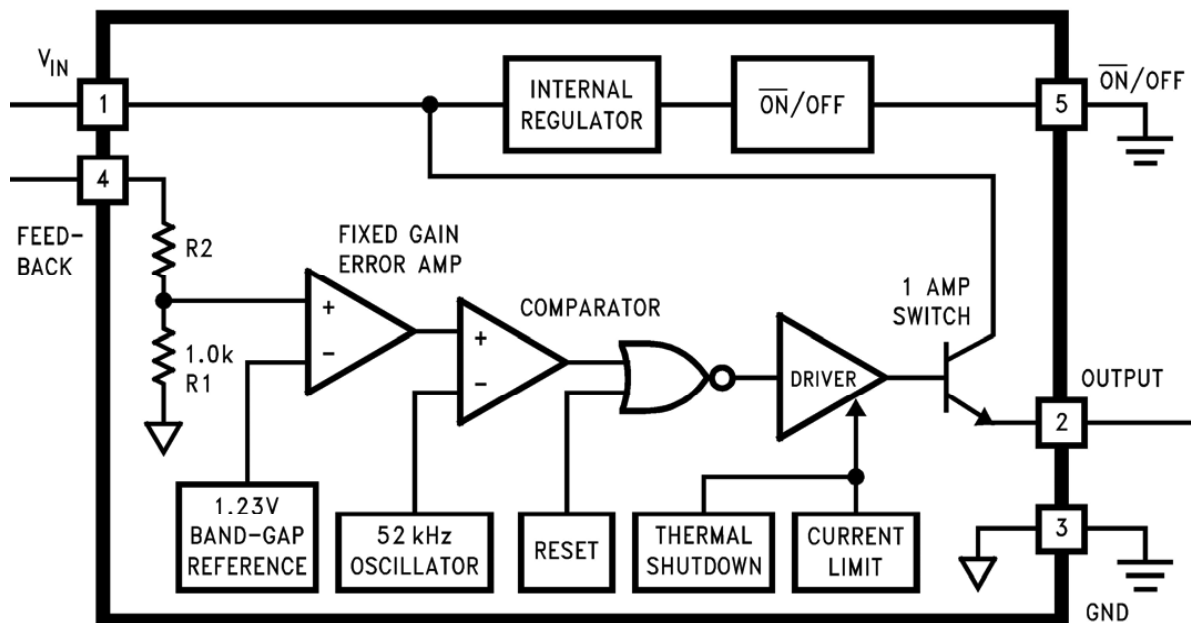 VIN
1
INTERNAL
REGULATOR
ON/OFF
5
ON/OFF
4
FEED-
BACK
R2
FIXED GAIN
ERROR AMP
+
-
1.0k
R1
COMPARATOR
+
-
DRIVER
1 AMP
SWITCH
OUTPUT
2
1.23V
BAND-GAP
REFERENCE
52 kHz
OSCILLATOR
RESET
THERMAL
SHUTDOWN
CURRENT
LIMIT
3
GND